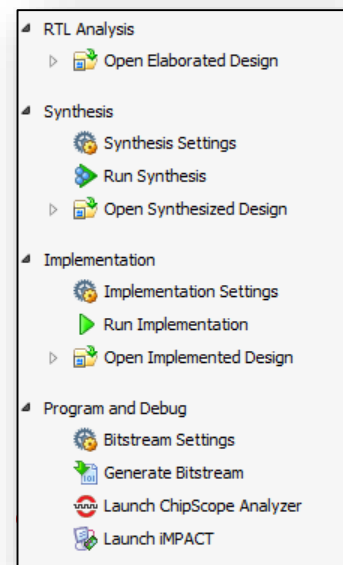 RTL Analysis
Open Elaborated Design
Synthesis
Synthesis Settings
Run Synthesis
Open Synthesized Design
Implementation
Implementation Settings
Run Implementation
Open Implemented Design
Program and Debug
Bitstream Settings
Generate Bitstream
Launch ChipScope Analyzer
Launch iMPACT